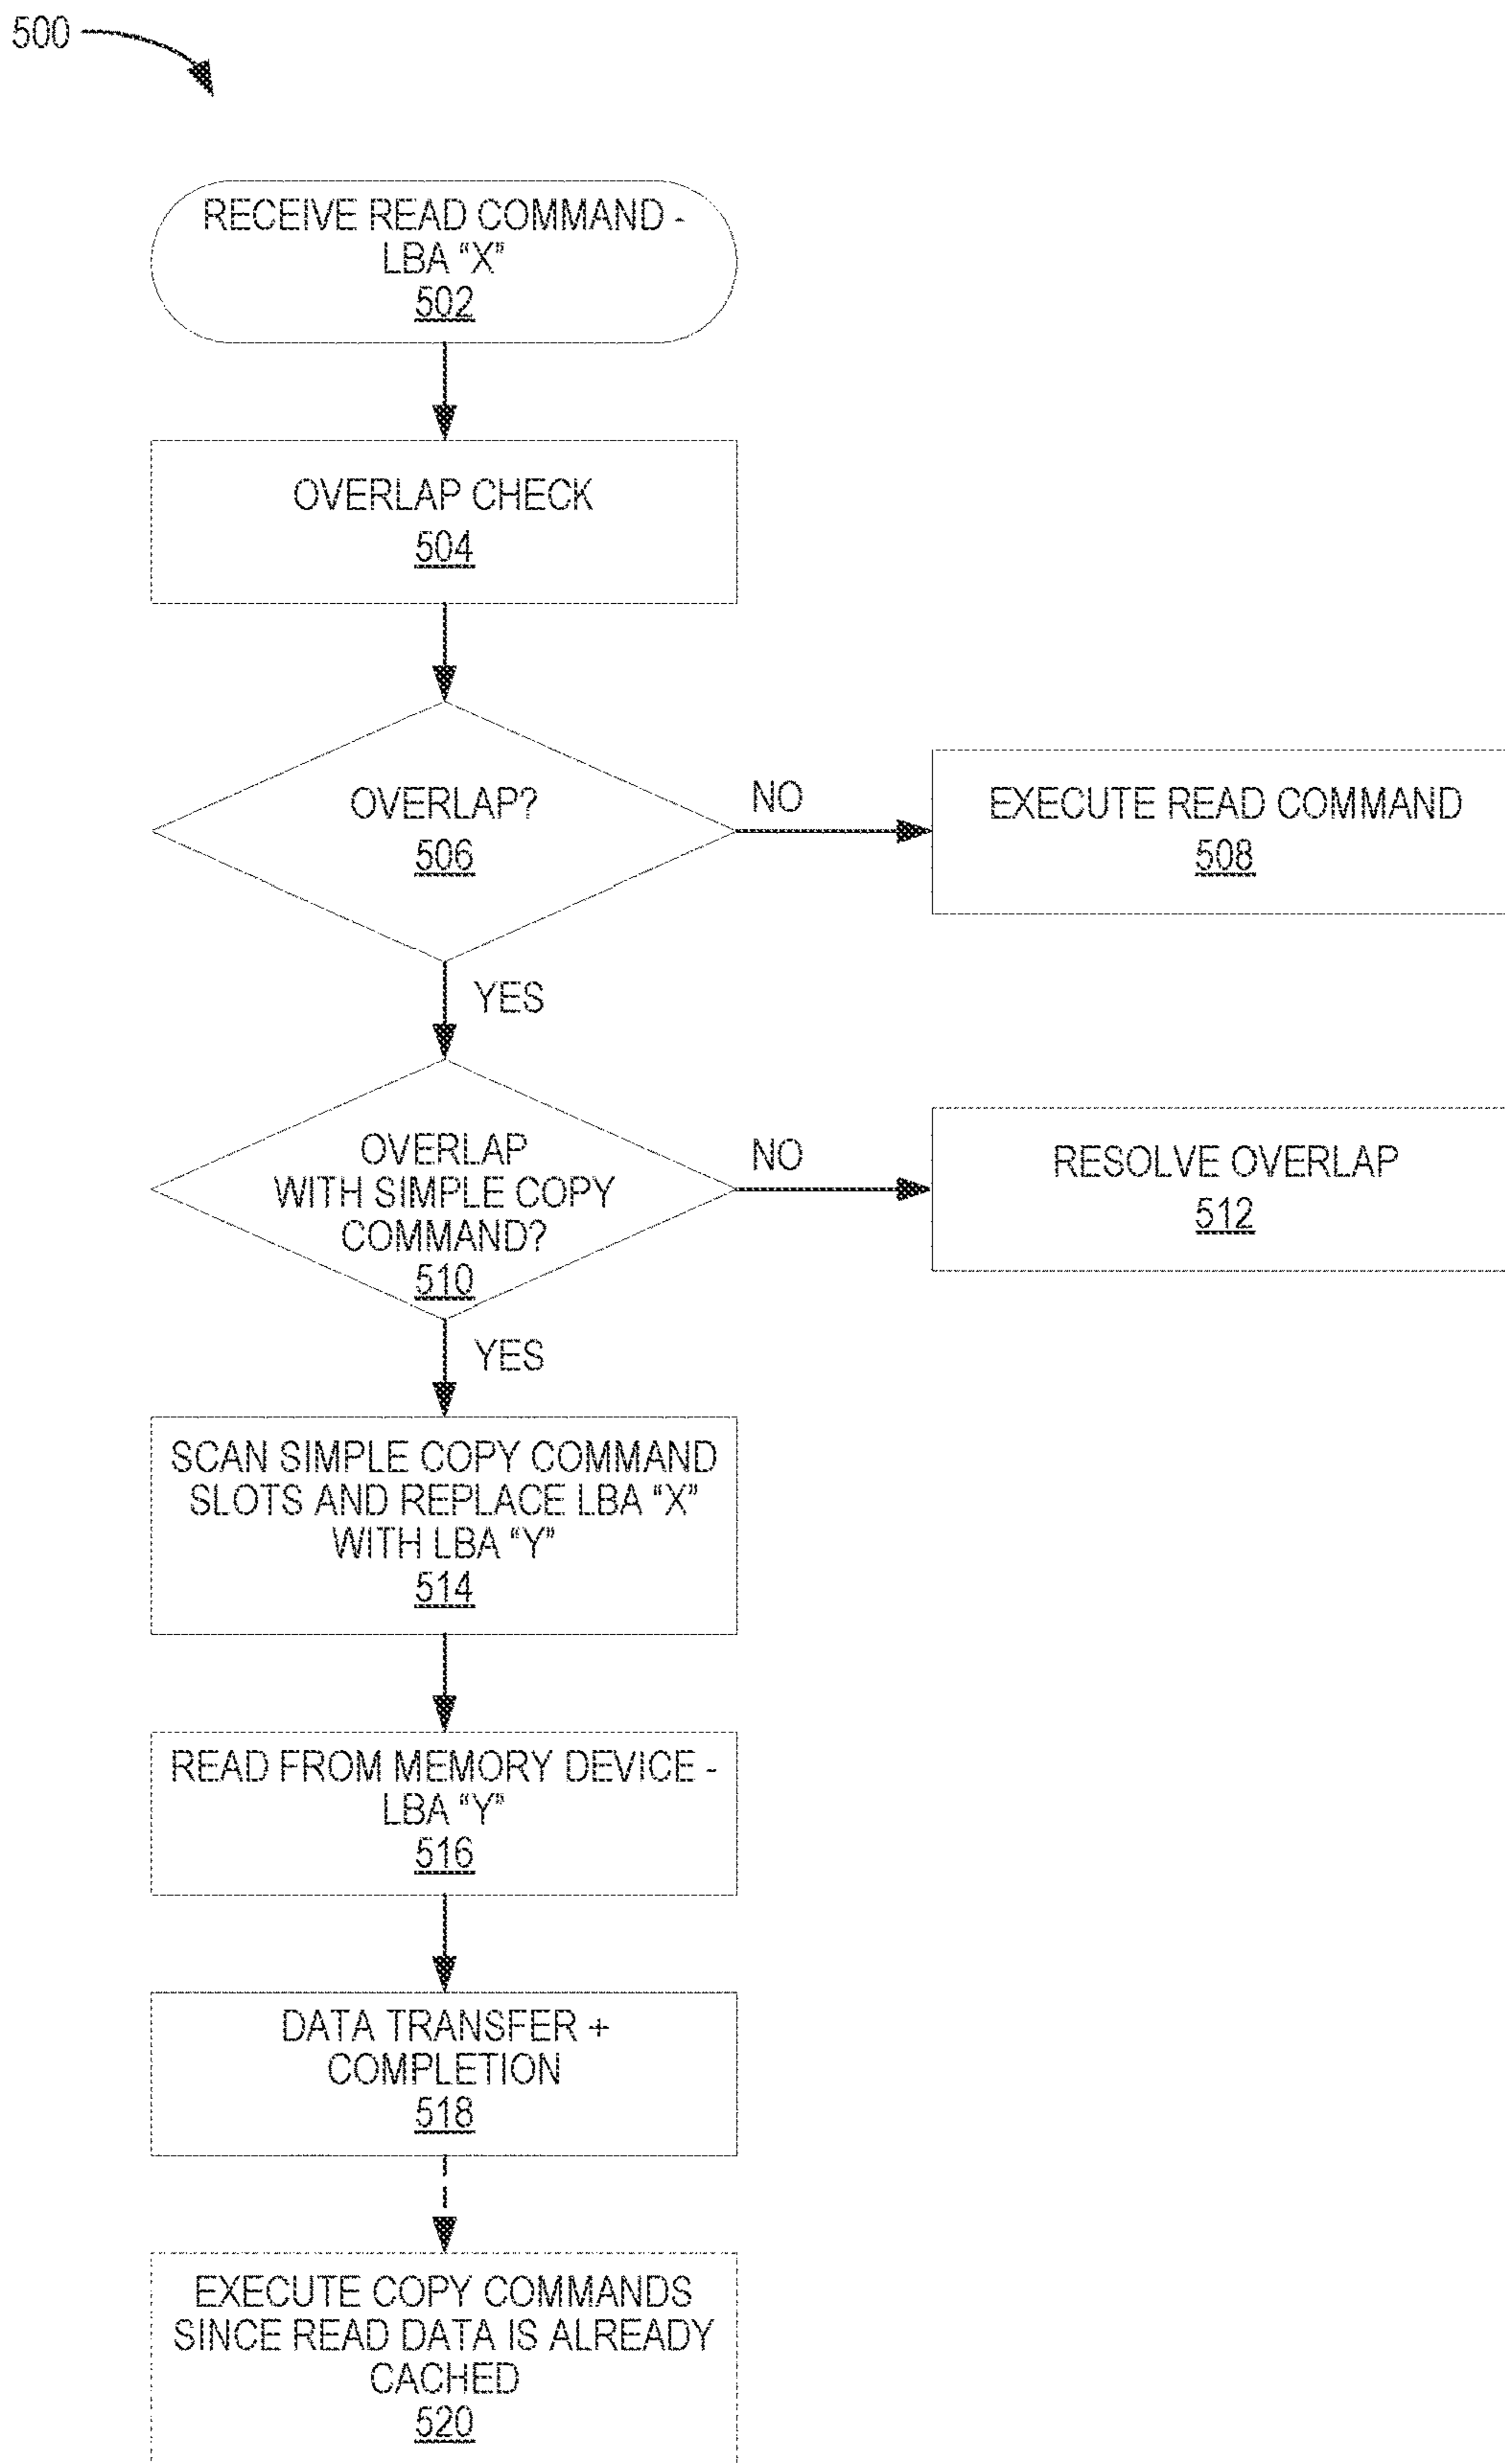 500
RECEIVE READ COMMAND -
LBA “X”
502
OVERLAP CHECK
504
OVERLAP?
506
NO
EXECUTE READ COMMAND
508
YES
OVERLAP
WITH SIMPLE COPY
COMMAND?
510
NO
RESOLVE OVERLAP
512
YES
SCAN SIMPLE COPY COMMAND
SLOTS AND REPLACE LBA “X”
WITH LBA “Y”
514
READ FROM MEMORY DEVICE -
LBA “Y”
516
DATA TRANSFER +
COMPLETION
518
EXECUTE COPY COMMANDS
SINCE READ DATA IS ALREADY
CACHED
520